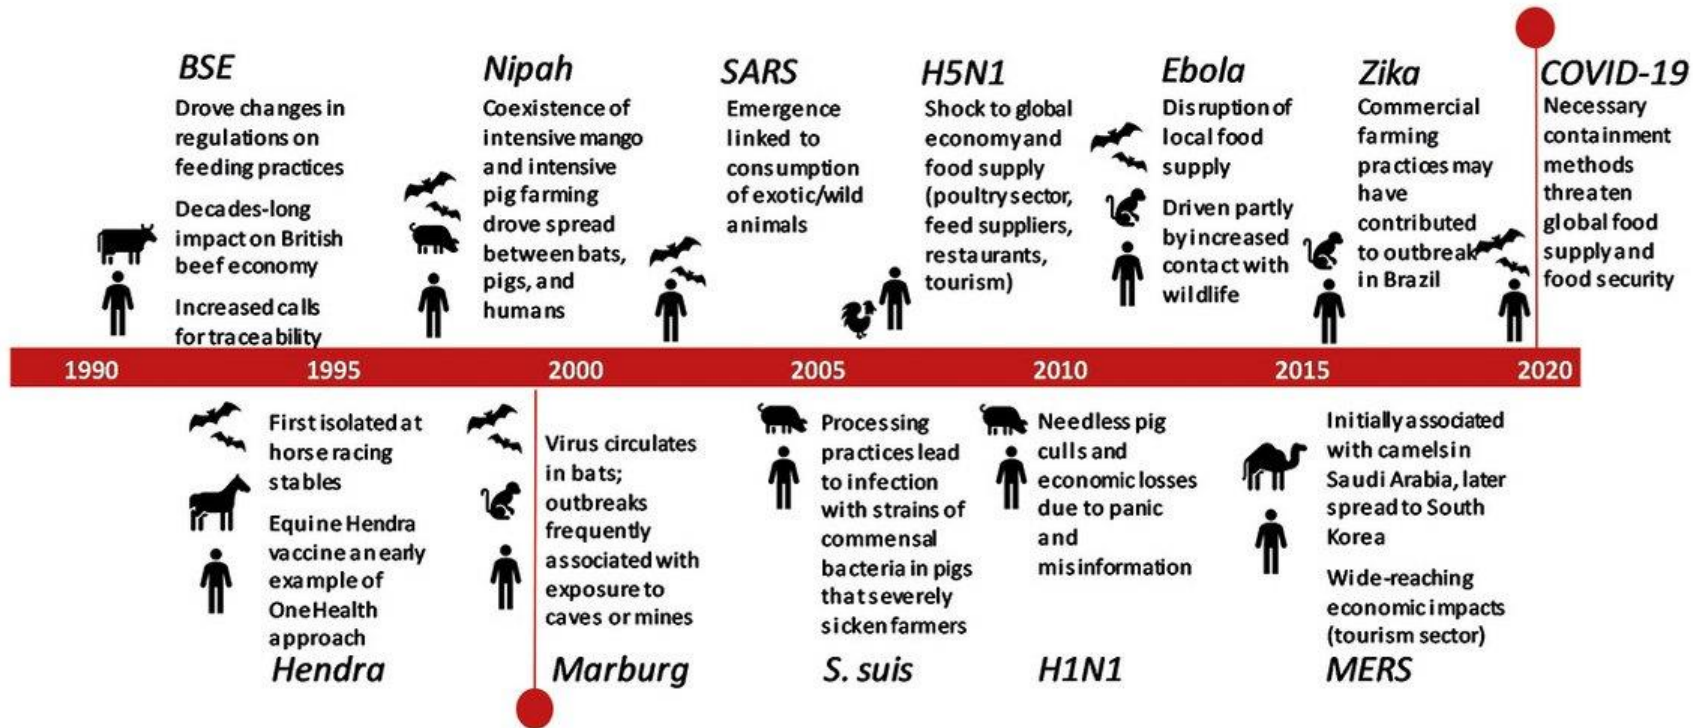 BSE
Drove changes in
regulations on
feeding practices
Decades-long
impact on British
beef economy
Increased calls
for traceability
Nipah
Coexistence of
intensive mango
and intensive
pig farming
drove spread
between bats,
pigs, and
humans
SARS
Emergence
linked to
consumption
of exotic/wild
animals
H5N1
Shock to global
economy and
food supply
(poultry sector,
feed suppliers,
restaurants,
tourism)
Ebola
Disruption of
local food
supply
Driven partly
by increased
contact with
wildlife
Zika
Commercial
farming
practices may
have
contributed
to outbreak
in Brazil
COVID-19
Necessary
containment
methods
threaten
global food
supply and
food security
1990 1995 2000 2005 2010 2015 2020
First isolated at
horse racing
stables
Equine Hendra
vaccine an early
example of
OneHealth
approach
Hendra
Virus circulates
in bats;
outbreaks
frequently
associated with
exposure to
caves or mines
Marburg
Processing
practices lead
to infection
with strains of
commensal
bacteria in pigs
that severely
sicken farmers
S. suis
Needless pig
culls and
economic losses
due to panic
and
misinformation
H1N1
Initially associated
with camels in
Saudi Arabia, later
spread to South
Korea
Wide-reaching
economic impacts
(tourism sector)
MERS